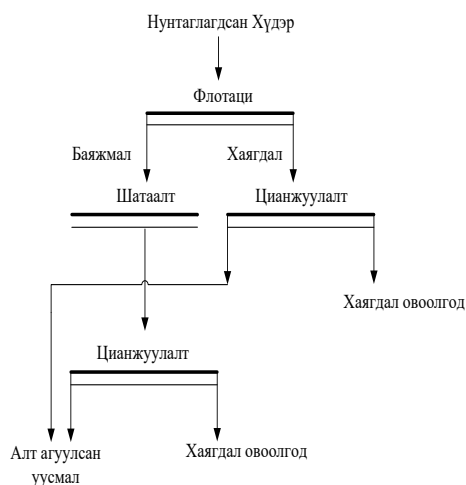 Нунтаглагдсан Хүдэр
Флотаци
Баяжмал
Хаягдал
Шатаалт
Цианжуулалт
Хаягдал овоолгод
Цианжуулалт
Алт агуулсан
уусмал
Хаягдал овоолгод